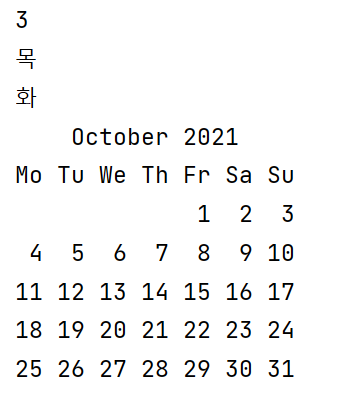 3
목
화
October 2021
Mo Tu We Th Fr Sa Su
1 2 3
4 5 6 7 8 9 10
11 12 13 14 15 16 17
18 19 20 21 22 23 24
25 26 27 28 29 30 31